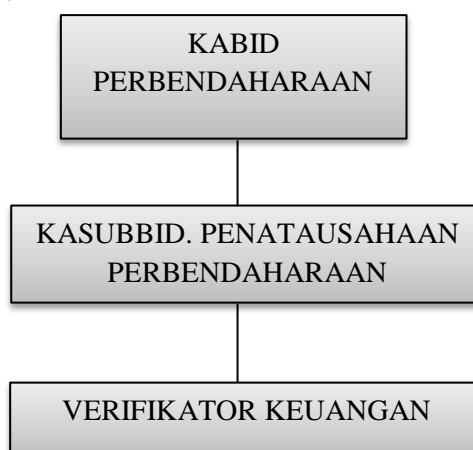 KABID
PERBENDAHARAAN
KASUBBID. PENATAUSAHAAN
PERBENDAHARAAN
VERIFIKATOR KEUANGAN